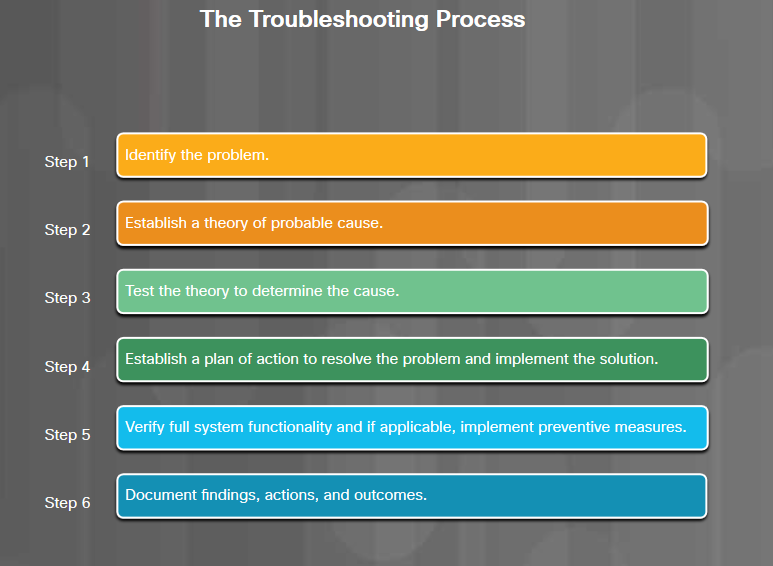 The Troubleshooting Process
Step 1
Identify the problem.
Step 2
Establish a theory of probable cause.
Step 3
Test the theory to determine the cause.
Step 4
Establish a plan of action to resolve the problem and implement the solution.
Step 5
Verify full system functionality and if applicable, implement preventive measures.
Step 6
Document findings, actions, and outcomes.